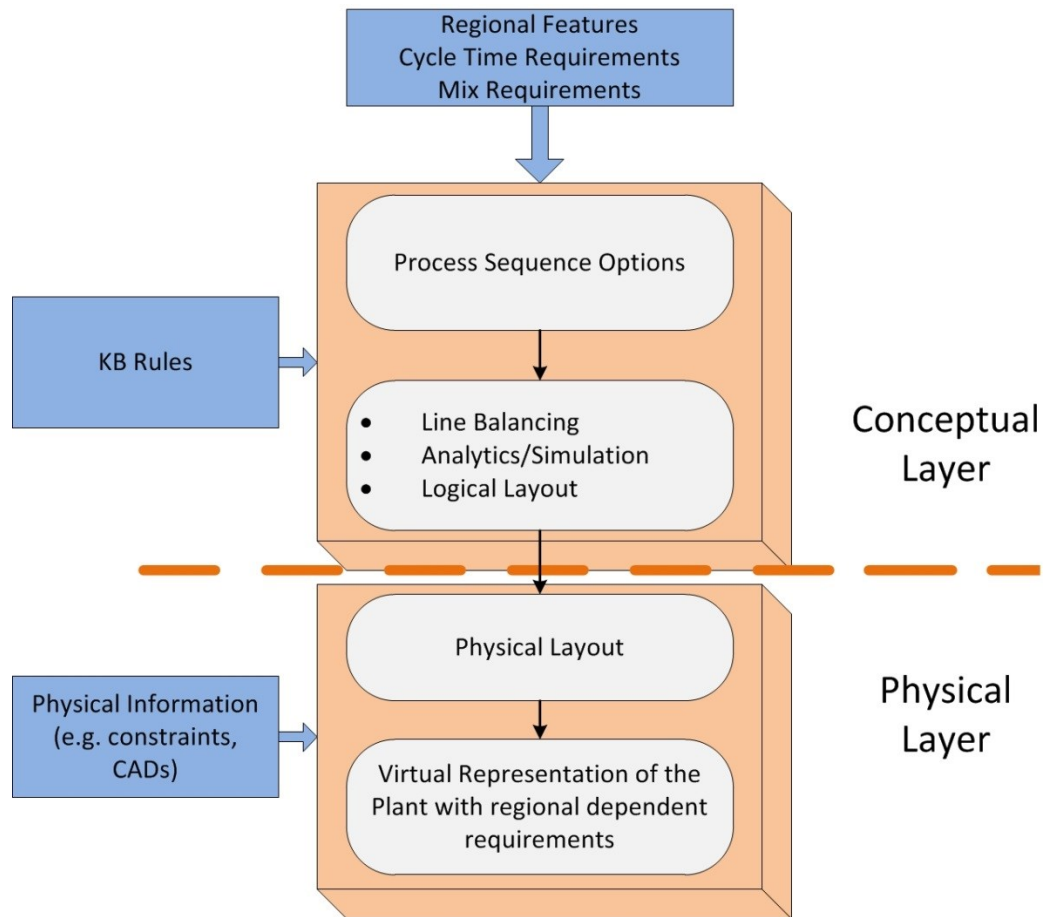 Regional Features
Cycle Time Requirements
Mix Requirements
Process Sequence Options
KB Rules
• Line Balancing
• Analytics/Simulation
• Logical Layout
Conceptual
Layer
Physical Layout
Physical Information
(e.g. constraints,
CADs)
Physical
Layer
Virtual Representation of the
Plant with regional dependent
requirements